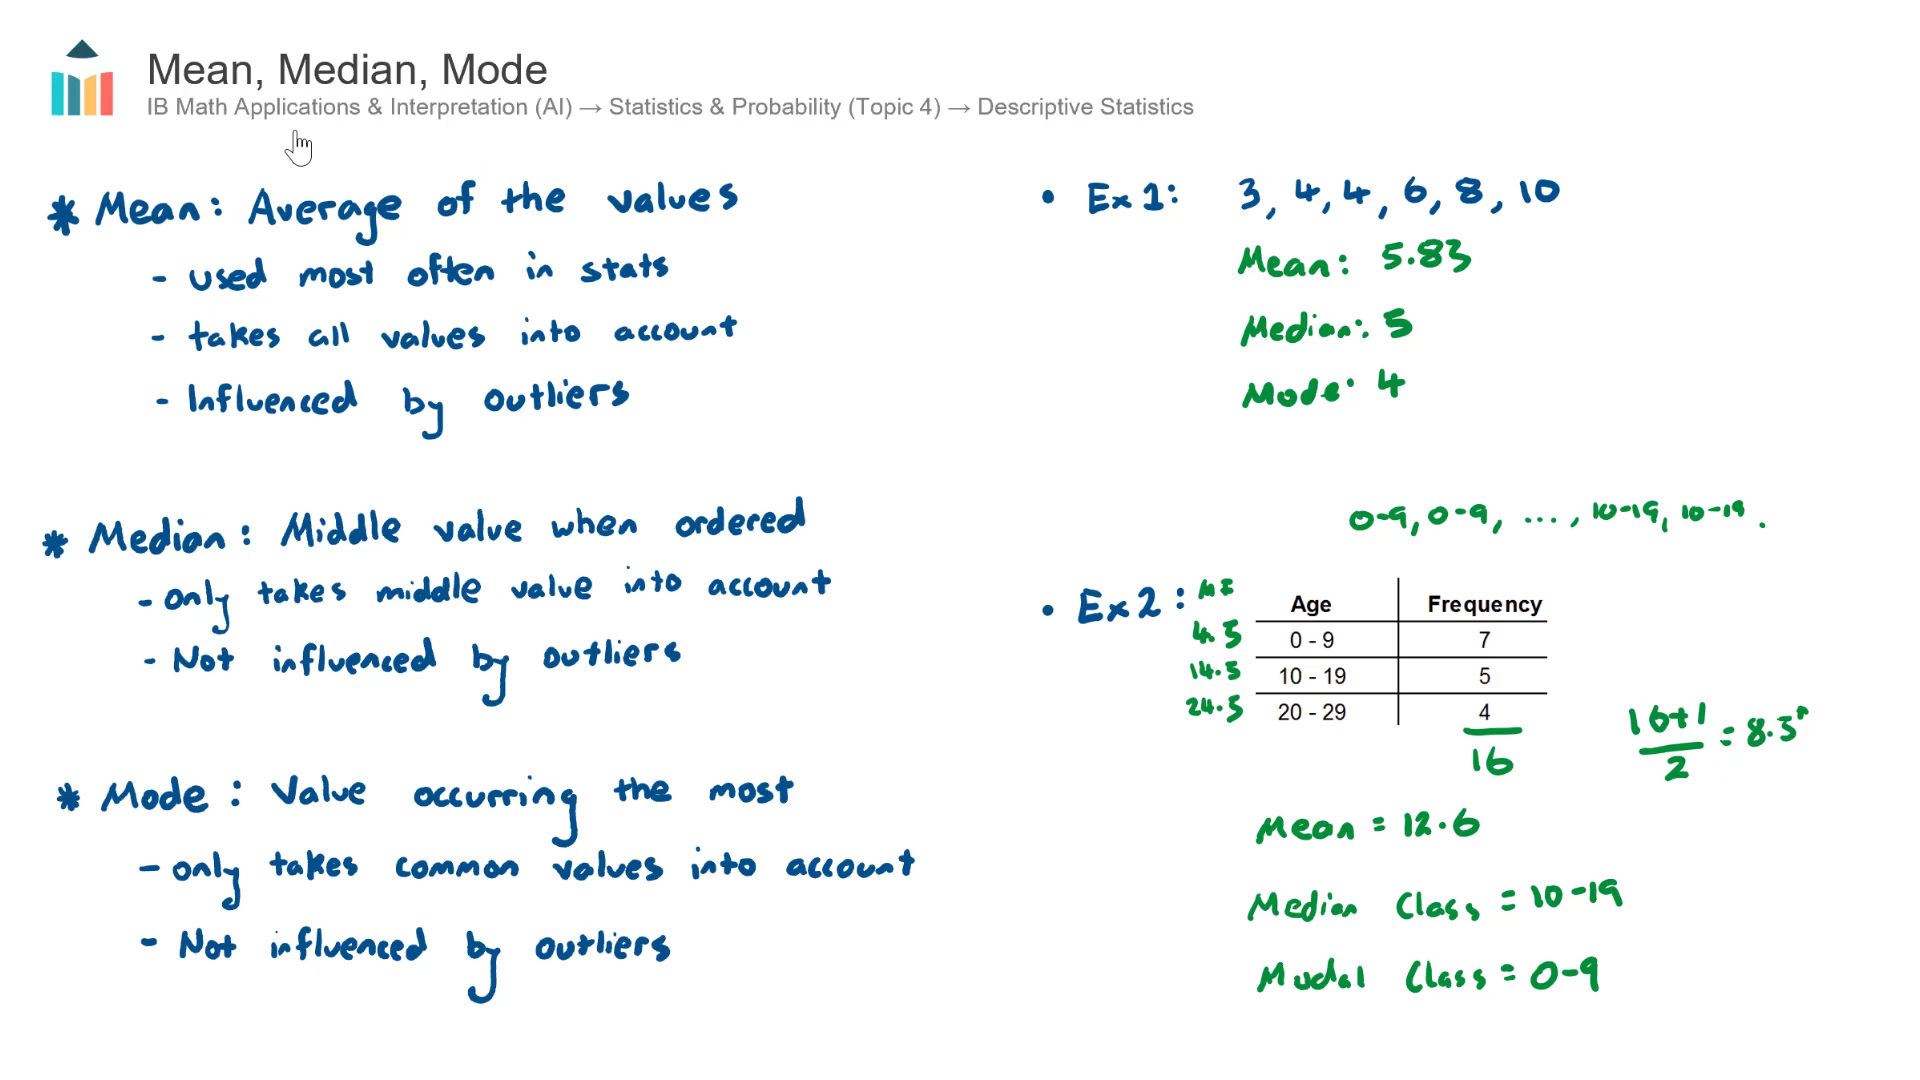 Mean, Median, Mode
IB Math Applications & Interpretation (AI) → Statistics & Probability (Topic 4) → Descriptive Statistics
* Mean: Average of the values
- used most often in stats
- takes all values into account
- Influenced by outliers
* Median: Middle value when ordered
- only takes middle value into account
- Not influenced by outliers
* Mode: Value occurring the most
- only takes common values into account
- Not influenced by outliers
• Ex 1: 3, 4, 4, 6, 8, 10
Mean: 5.83
Median: 5
Mode: 4
0-9, 0-9, ..., 10-19, 10-19.
• Ex 2:
Age Frequency
4.5 0 - 9 7
14.5 10 - 19 5
24.5 20 - 29 4
16
16+1
2
= 8.5
Mean = 12.6
Median Class = 10-19
Modal Class = 0-9